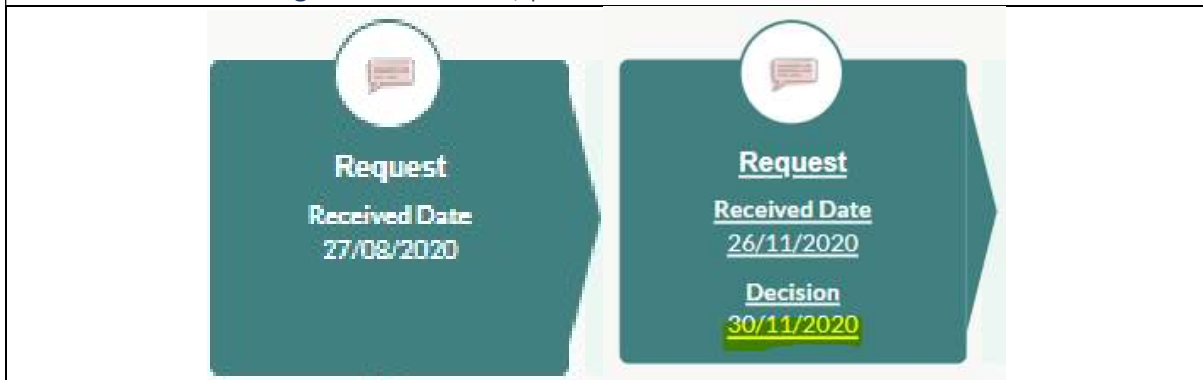 Request
Received Date
27/08/2020
Request
Received Date
26/11/2020
Decision
30/11/2020